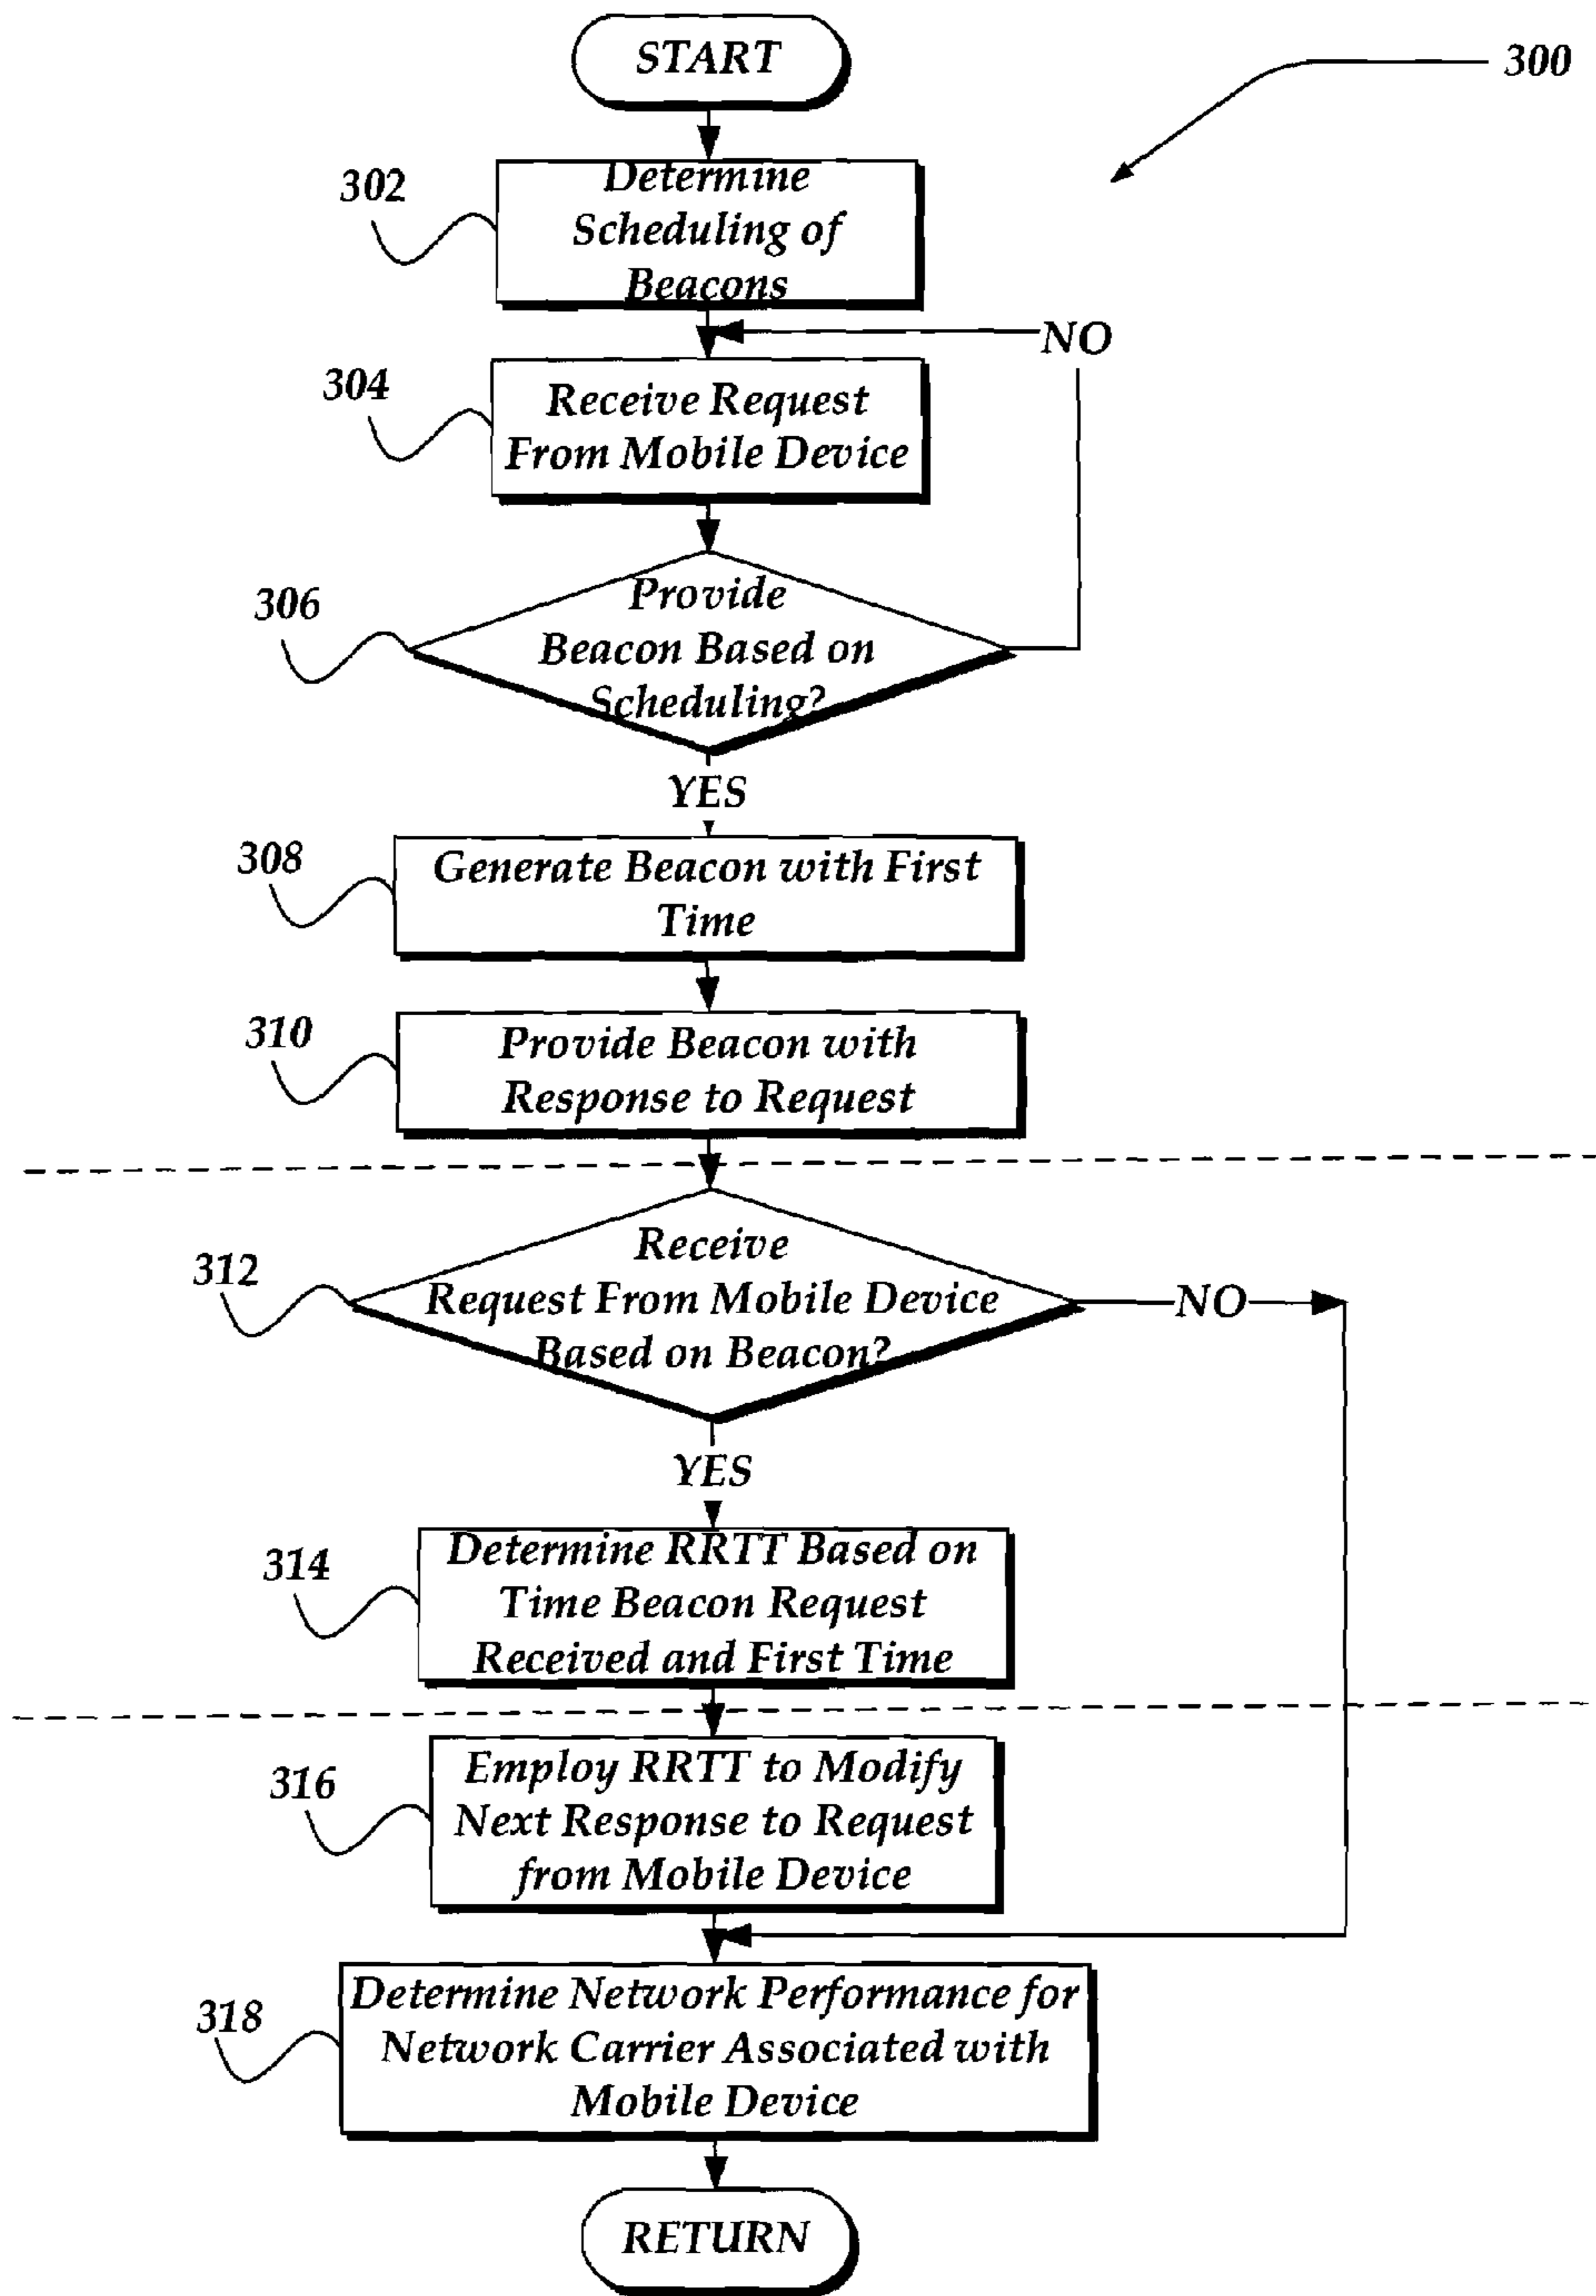 START
300
302
Determine
Scheduling of
Beacons
NO
304
Receive Request
From Mobile Device
306
Provide
Beacon Based on
Scheduling?
YES
308
Generate Beacon with First
Time
310
Provide Beacon with
Response to Request
312
Receive
Request From Mobile Device
Based on Beacon?
NO
YES
314
Determine RRTT Based on
Time Beacon Request
Received and First Time
316
Employ RRTT to Modify
Next Response to Request
from Mobile Device
318
Determine Network Performance for
Network Carrier Associated with
Mobile Device
RETURN